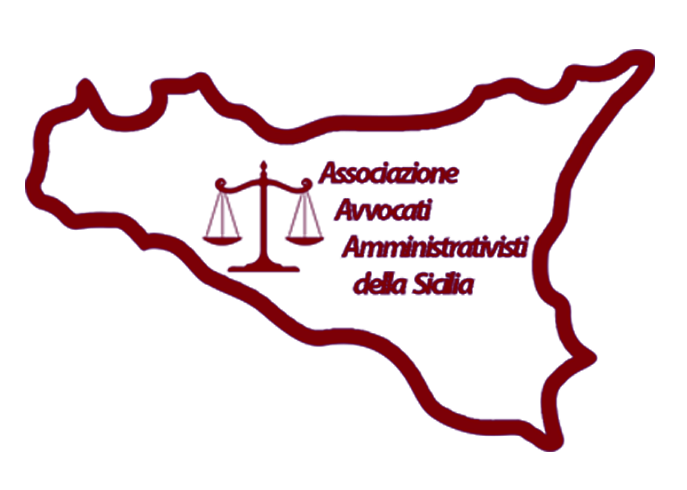 Associazione
Avvocati
Amministrativisti
della Sicilia